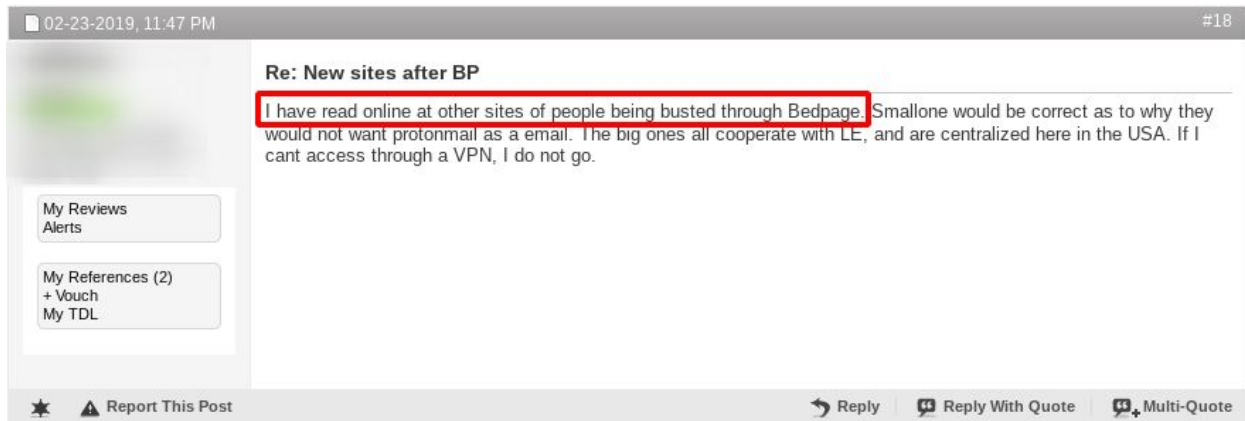 02-23-2019, 11:47 PM
#18
Re: New sites after BP
I have read online at other sites of people being busted through Bedpage. Smallone would be correct as to why they
would not want protonmail as a email. The big ones all cooperate with LE, and are centralized here in the USA. If I
cant access through a VPN, I do not go.
My Reviews
Alerts
My References (2)
+ Vouch
My TDL
Report This Post
Reply
Reply With Quote
Multi-Quote